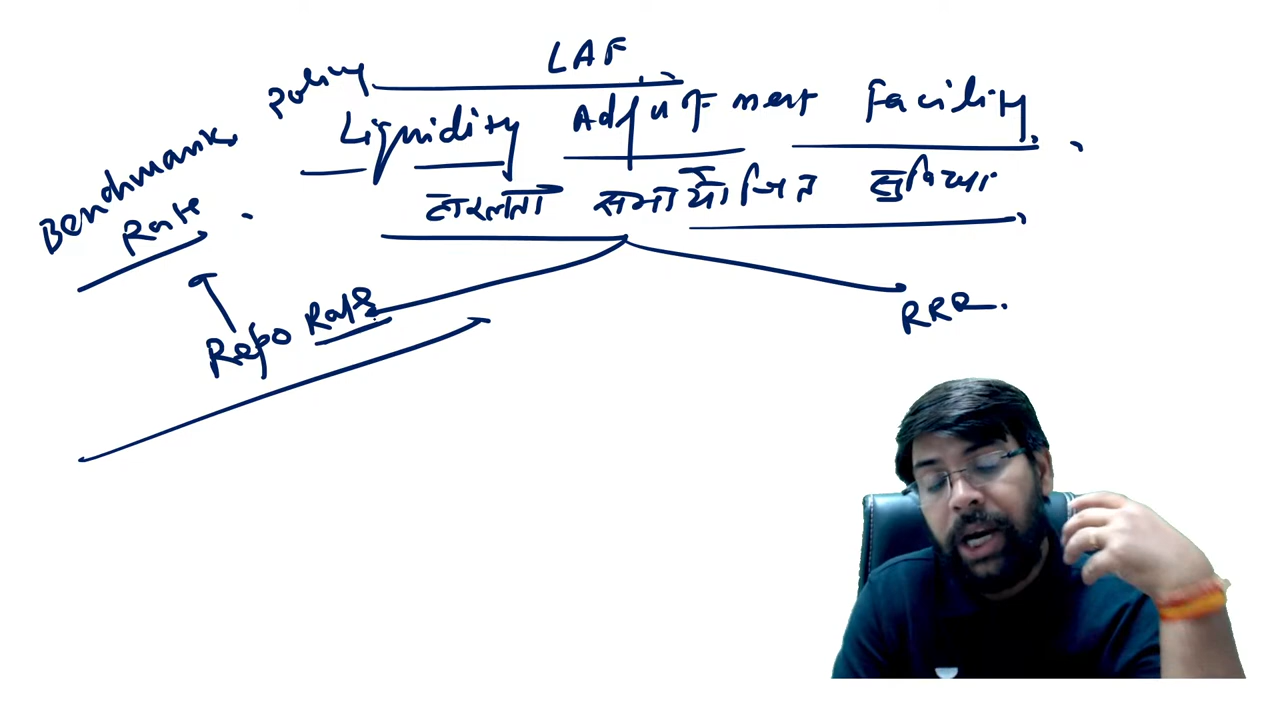 LAF
Policy
Liquidity Adjustment Facility
तरलता समायोजित सुविधा
Benchmark
Rate
Repo Rate
RRR